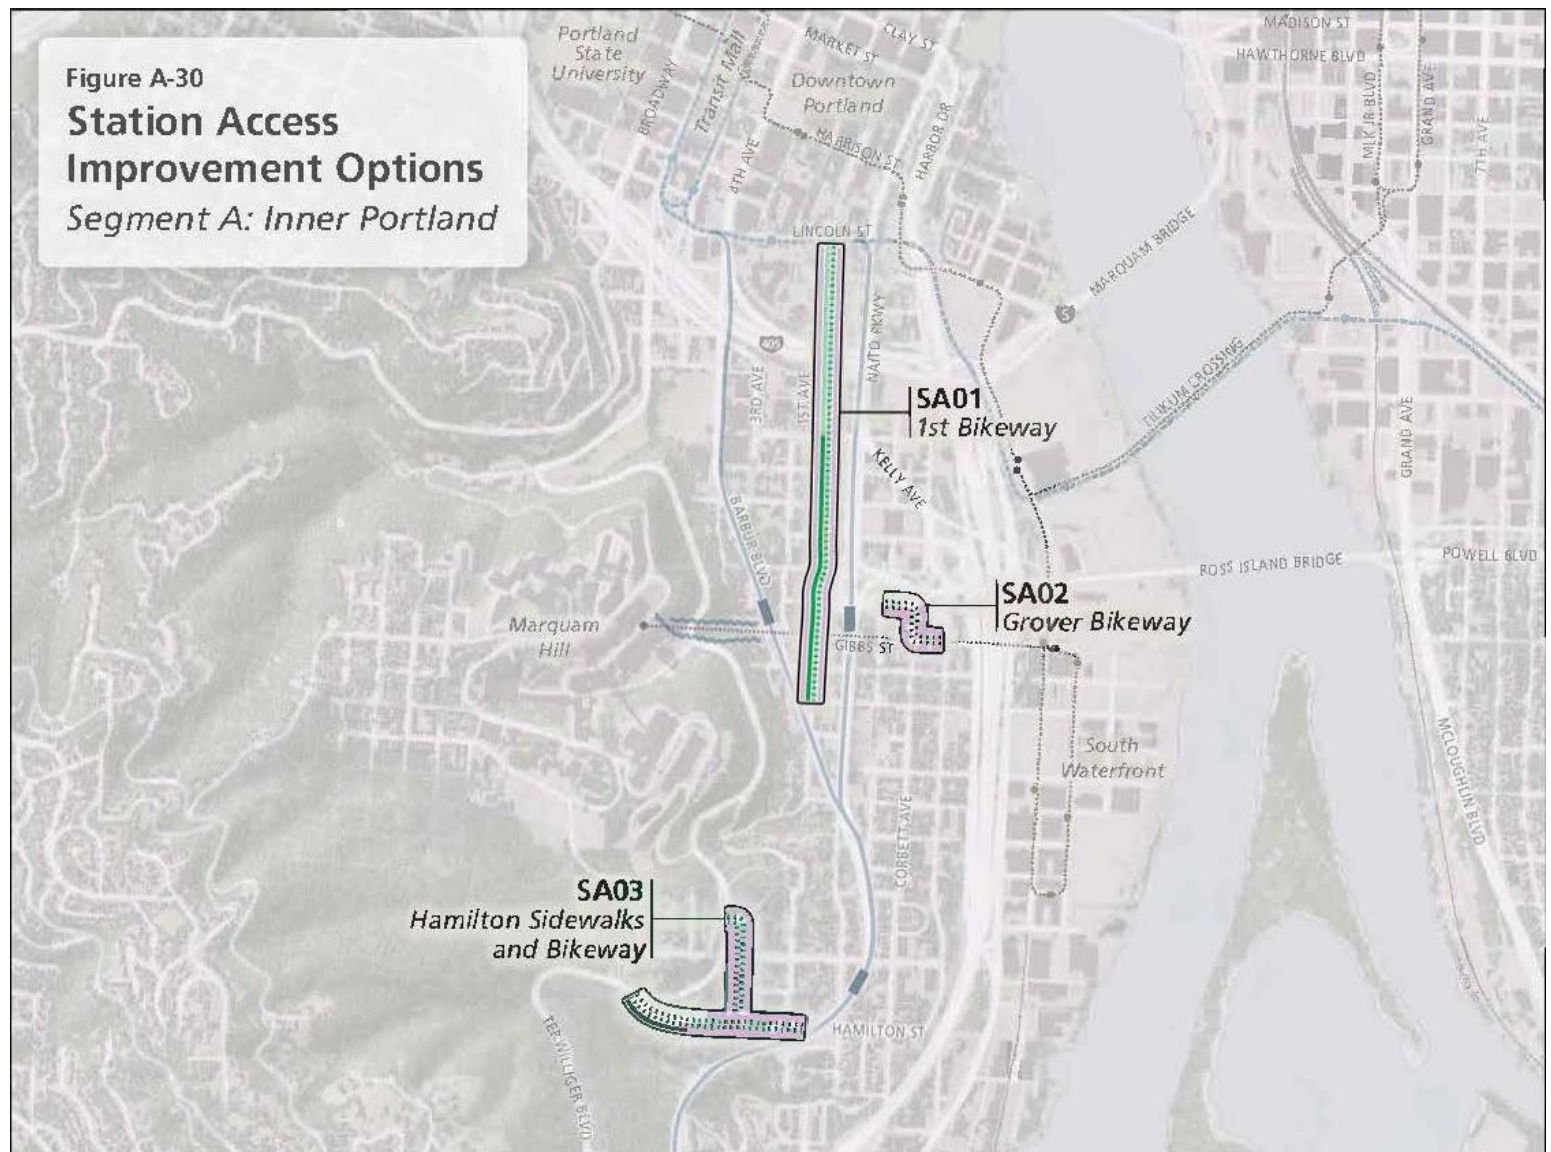 Figure A-30
Station Access
Improvement Options
Segment A: Inner Portland
Portland
State
University
BROADWAY
Transit Mall
MARKET ST
CLAY ST
Downtown
Portland
4TH AVE
HARRISON ST
HARBOR DR
MADISON ST
HAWTHORNE BLVD
MLK JR BLVD
GRAND AVE
7TH AVE
LINCOLN ST
MARQUAM BRIDGE
5
405
3RD AVE
1ST AVE
NAITO PKWY
SA01
1st Bikeway
TILIKUM CROSSING
GRAND AVE
KELLY AVE
BARBUR BLVD
ROSS ISLAND BRIDGE
POWELL BLVD
SA02
Grover Bikeway
Marquam
Hill
GIBBS ST
South
Waterfront
MCLOUGHLIN BLVD
CORBETT AVE
SA03
Hamilton Sidewalks
and Bikeway
HAMILTON ST
TERWILLIGER BLVD